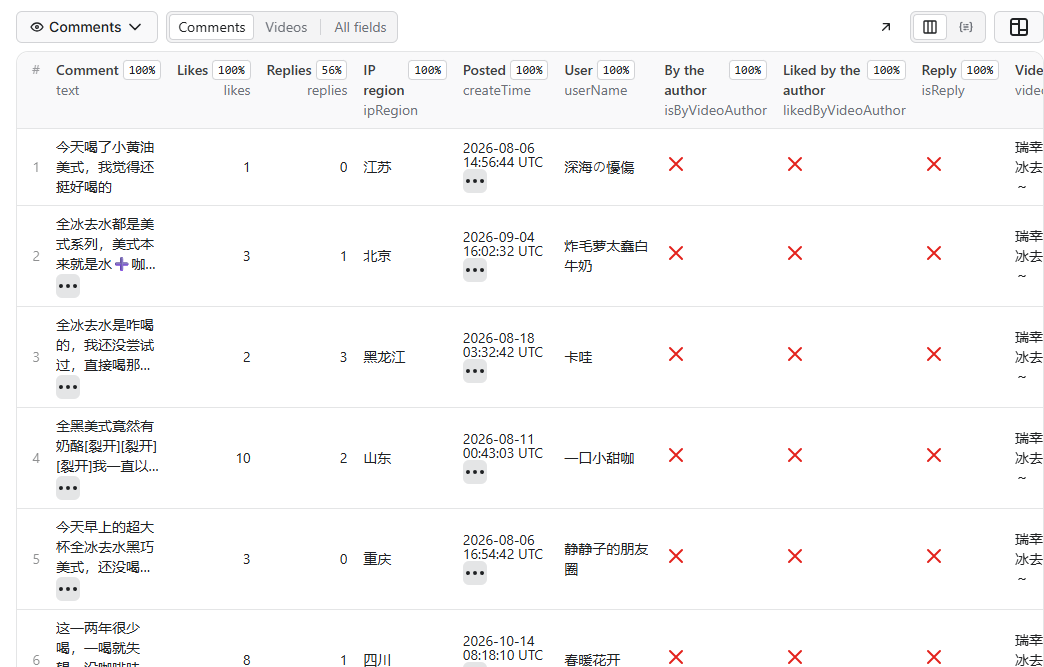 Comments
Comments Videos All fields
# Comment 100% Likes 100% Replies 56% IP region 100% Posted 100% User 100% By the author 100% Liked by the author 100% Reply 100% Vide
text likes replies ipRegion createTime userName isByVideoAuthor likedByVideoAuthor isReply video
1
今天喝了小黄油
美式，我觉得还
挺好喝的
1 0 江苏
2026-08-06
14:56:44 UTC
深海の憂傷
瑞幸
冰去
~
2
全冰去水都是美
式系列，美式本
来就是水➕咖...
3 1 北京
2026-09-04
16:02:32 UTC
炸毛萝太蠢白
牛奶
瑞幸
冰去
~
3
全冰去水是咋喝
的，我还没尝试
过，直接喝那...
2 3 黑龙江
2026-08-18
03:32:42 UTC
卡哇
瑞幸
冰去
~
4
全黑美式竟然有
奶酪[裂开][裂开]
[裂开]我一直以...
10 2 山东
2026-08-11
00:43:03 UTC
一口小甜咖
瑞幸
冰去
~
5
今天早上的超大
杯全冰去水黑巧
美式，还没喝...
3 0 重庆
2026-08-06
16:54:42 UTC
静静子的朋友
圈
瑞幸
冰去
~
6
这一两年很少
喝，一喝就失
8 1 四川
2026-10-14
08:18:10 UTC
春暖花开
瑞幸
冰去